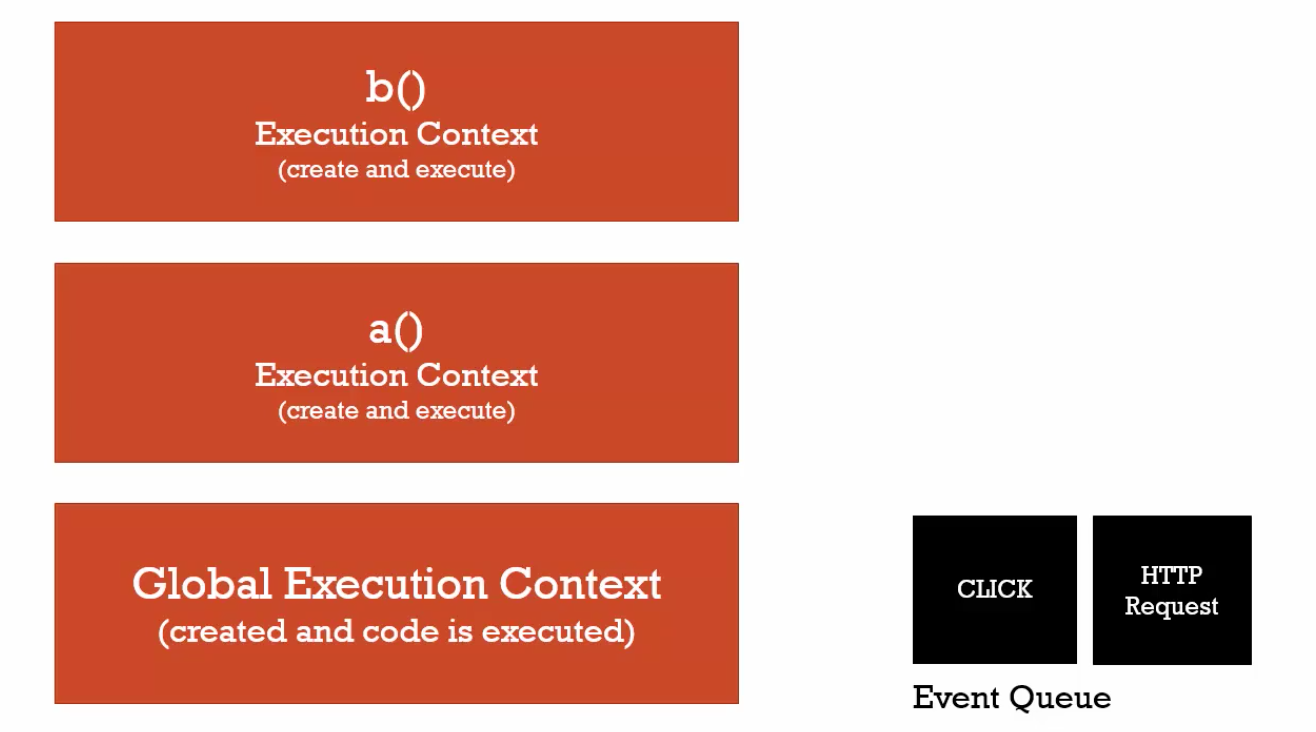 b()
Execution Context
(create and execute)
a()
Execution Context
(create and execute)
Global Execution Context
(created and code is executed)
CLICK
HTTP
Request
Event Queue